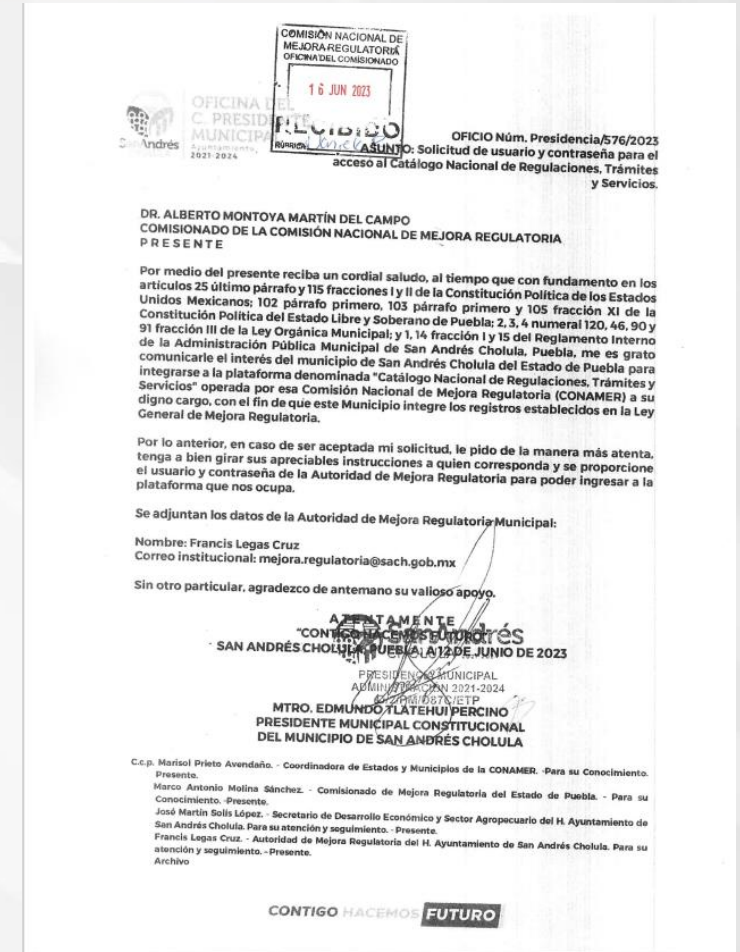 COMISIÓN NACIONAL DE
MEJORA REGULATORIA
OFICINA DEL COMISIONADO
16 JUN 2023
RECIBIDO
RÚBRICA
OFICINA DEL
C. PRESIDENTE
MUNICIPAL
Ayuntamiento,
2021-2024
San Andrés
OFICIO Núm. Presidencia/576/2023
ASUNTO: Solicitud de usuario y contraseña para el
acceso al Catálogo Nacional de Regulaciones, Trámites
y Servicios.
DR. ALBERTO MONTOYA MARTÍN DEL CAMPO
COMISIONADO DE LA COMISIÓN NACIONAL DE MEJORA REGULATORIA
P R E S E N T E
Por medio del presente reciba un cordial saludo, al tiempo que con fundamento en los
artículos 25 último párrafo y 115 fracciones I y II de la Constitución Política de los Estados
Unidos Mexicanos; 102 párrafo primero, 103 párrafo primero y 105 fracción XI de la
Constitución Política del Estado Libre y Soberano de Puebla; 2, 3, 4 numeral 120, 46, 90 y
91 fracción III de la Ley Orgánica Municipal; y 1, 14 fracción I y 15 del Reglamento Interno
de la Administración Pública Municipal de San Andrés Cholula, Puebla, me es grato
comunicarle el interés del municipio de San Andrés Cholula del Estado de Puebla para
integrarse a la plataforma denominada "Catálogo Nacional de Regulaciones, Trámites y
Servicios" operada por esa Comisión Nacional de Mejora Regulatoria (CONAMER) a su
digno cargo, con el fin de que este Municipio integre los registros establecidos en la Ley
General de Mejora Regulatoria.
Por lo anterior, en caso de ser aceptada mi solicitud, le pido de la manera más atenta,
tenga a bien girar sus apreciables instrucciones a quien corresponda y se proporcione
el usuario y contraseña de la Autoridad de Mejora Regulatoria para poder ingresar a la
plataforma que nos ocupa.
Se adjuntan los datos de la Autoridad de Mejora Regulatoria Municipal:
Nombre: Francis Legas Cruz
Correo institucional: mejora.regulatoria@sach.gob.mx
Sin otro particular, agradezco de antemano su valioso apoyo.
A T E N T A M E N T E
"CONTIGO HACEMOS FUTURO"
San Andrés
SAN ANDRÉS CHOLULA, PUEBLA, A 12 DE JUNIO DE 2023
PRESIDENCIA MUNICIPAL
ADMINISTRACIÓN 2021-2024
MTRO. EDMUNDO TLATEHUI PERCINO
PRESIDENTE MUNICIPAL CONSTITUCIONAL
DEL MUNICIPIO DE SAN ANDRÉS CHOLULA
C.c.p. Marisol Prieto Avendaño. - Coordinadora de Estados y Municipios de la CONAMER. -Para su Conocimiento.
Presente.
Marco Antonio Molina Sánchez. - Comisionado de Mejora Regulatoria del Estado de Puebla. - Para su
Conocimiento. -Presente.
José Martín Solís López. - Secretario de Desarrollo Económico y Sector Agropecuario del H. Ayuntamiento de
San Andrés Cholula. Para su atención y seguimiento. - Presente.
Francis Legas Cruz. - Autoridad de Mejora Regulatoria del H. Ayuntamiento de San Andrés Cholula. Para su
atención y seguimiento. - Presente.
Archivo
CONTIGO HACEMOS FUTURO